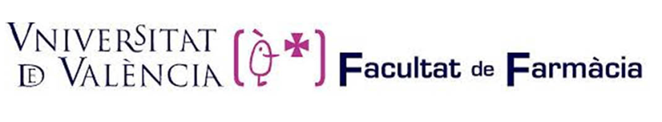 VNIVERSITAT
DE VALÈNCIA
Facultat de Farmàcia